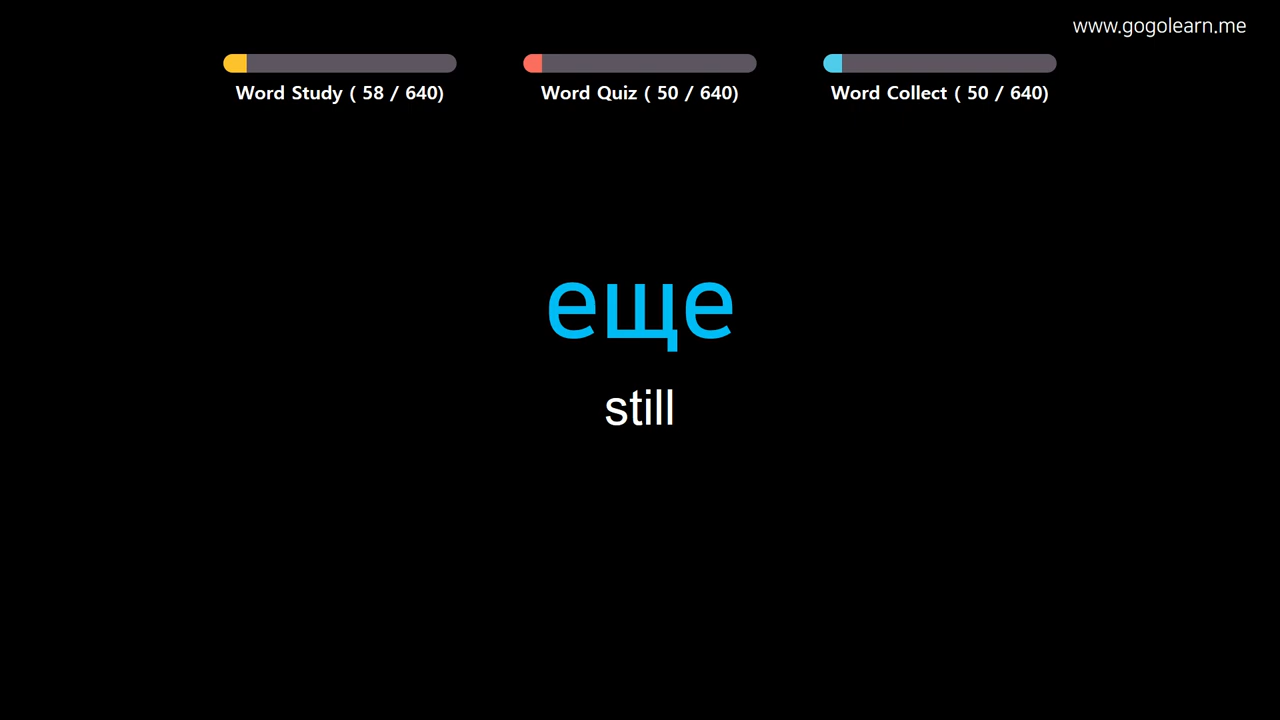 www.gogolearn.me
Word Study ( 58 / 640)
Word Quiz ( 50 / 640)
Word Collect ( 50 / 640)
еще
still